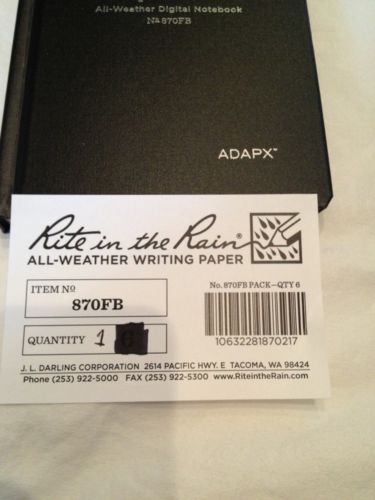 All-Weather Digital Notebook
No 870FB
ADAPX™
Rite in the Rain®
ALL-WEATHER WRITING PAPER
ITEM No
870FB
No. 870FB PACK–QTY 6
10632281870217
QUANTITY 1 6
J. L. DARLING CORPORATION 2614 PACIFIC HWY. E TACOMA, WA 98424
Phone (253) 922-5000 FAX (253) 922-5300 www.RiteintheRain.com